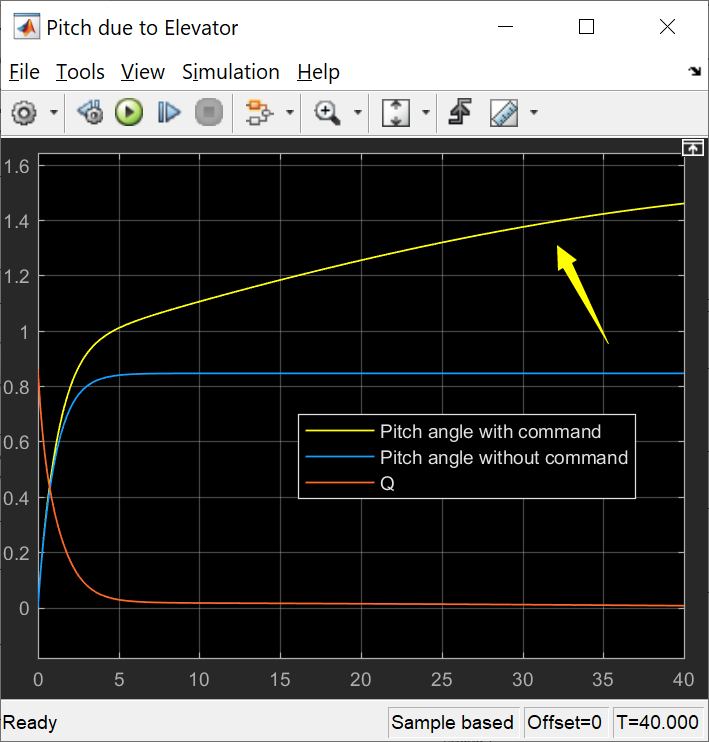 Pitch due to Elevator
File Tools View Simulation Help
1.6
1.4
1.2
1
0.8
0.6
0.4
0.2
0
Pitch angle with command
Pitch angle without command
Q
0 5 10 15 20 25 30 35 40
Ready Sample based Offset=0 T=40.000